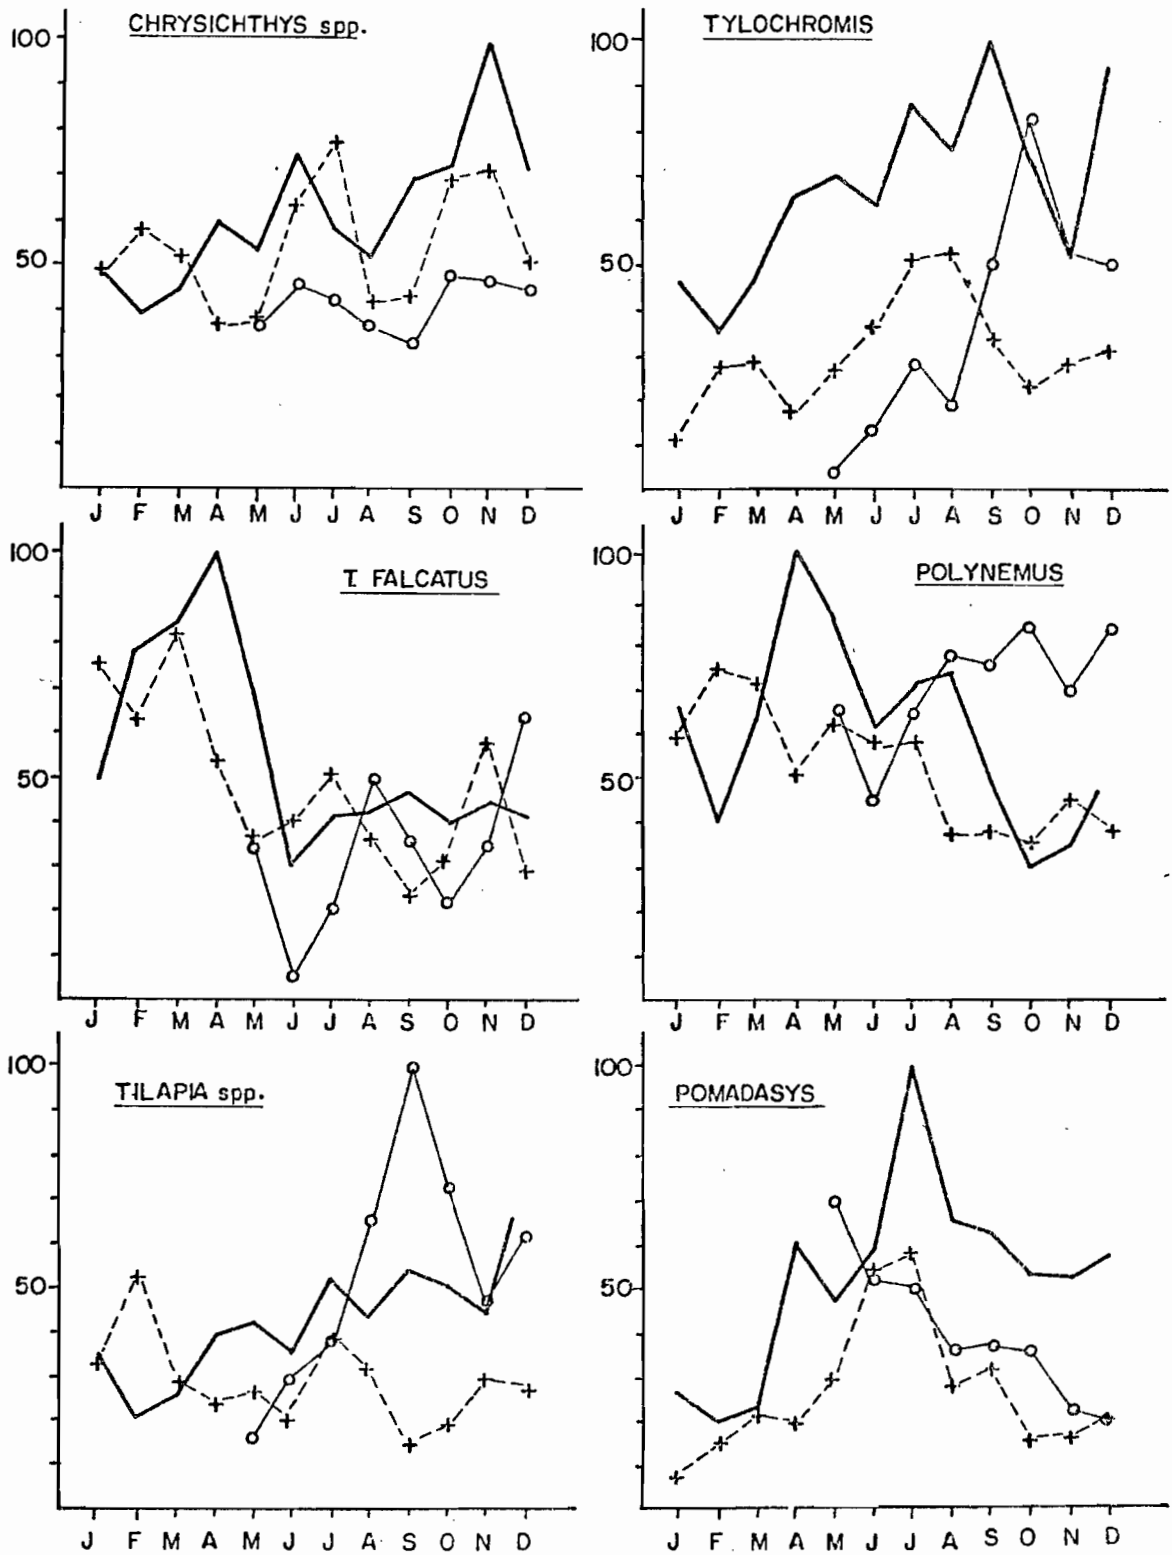 CHRYSICHTHYS spp.
100
50
J F M A M J J A S O N D
TYLOCHROMIS
100
50
J F M A M J J A S O N D
T. FALCATUS
100
50
J F M A M J J A S O N D
POLYNEMUS
100
50
J F M A M J J A S O N D
TILAPIA spp.
100
50
J F M A M J J A S O N D
POMADASYS
100
50
J F M A M J J A S O N D